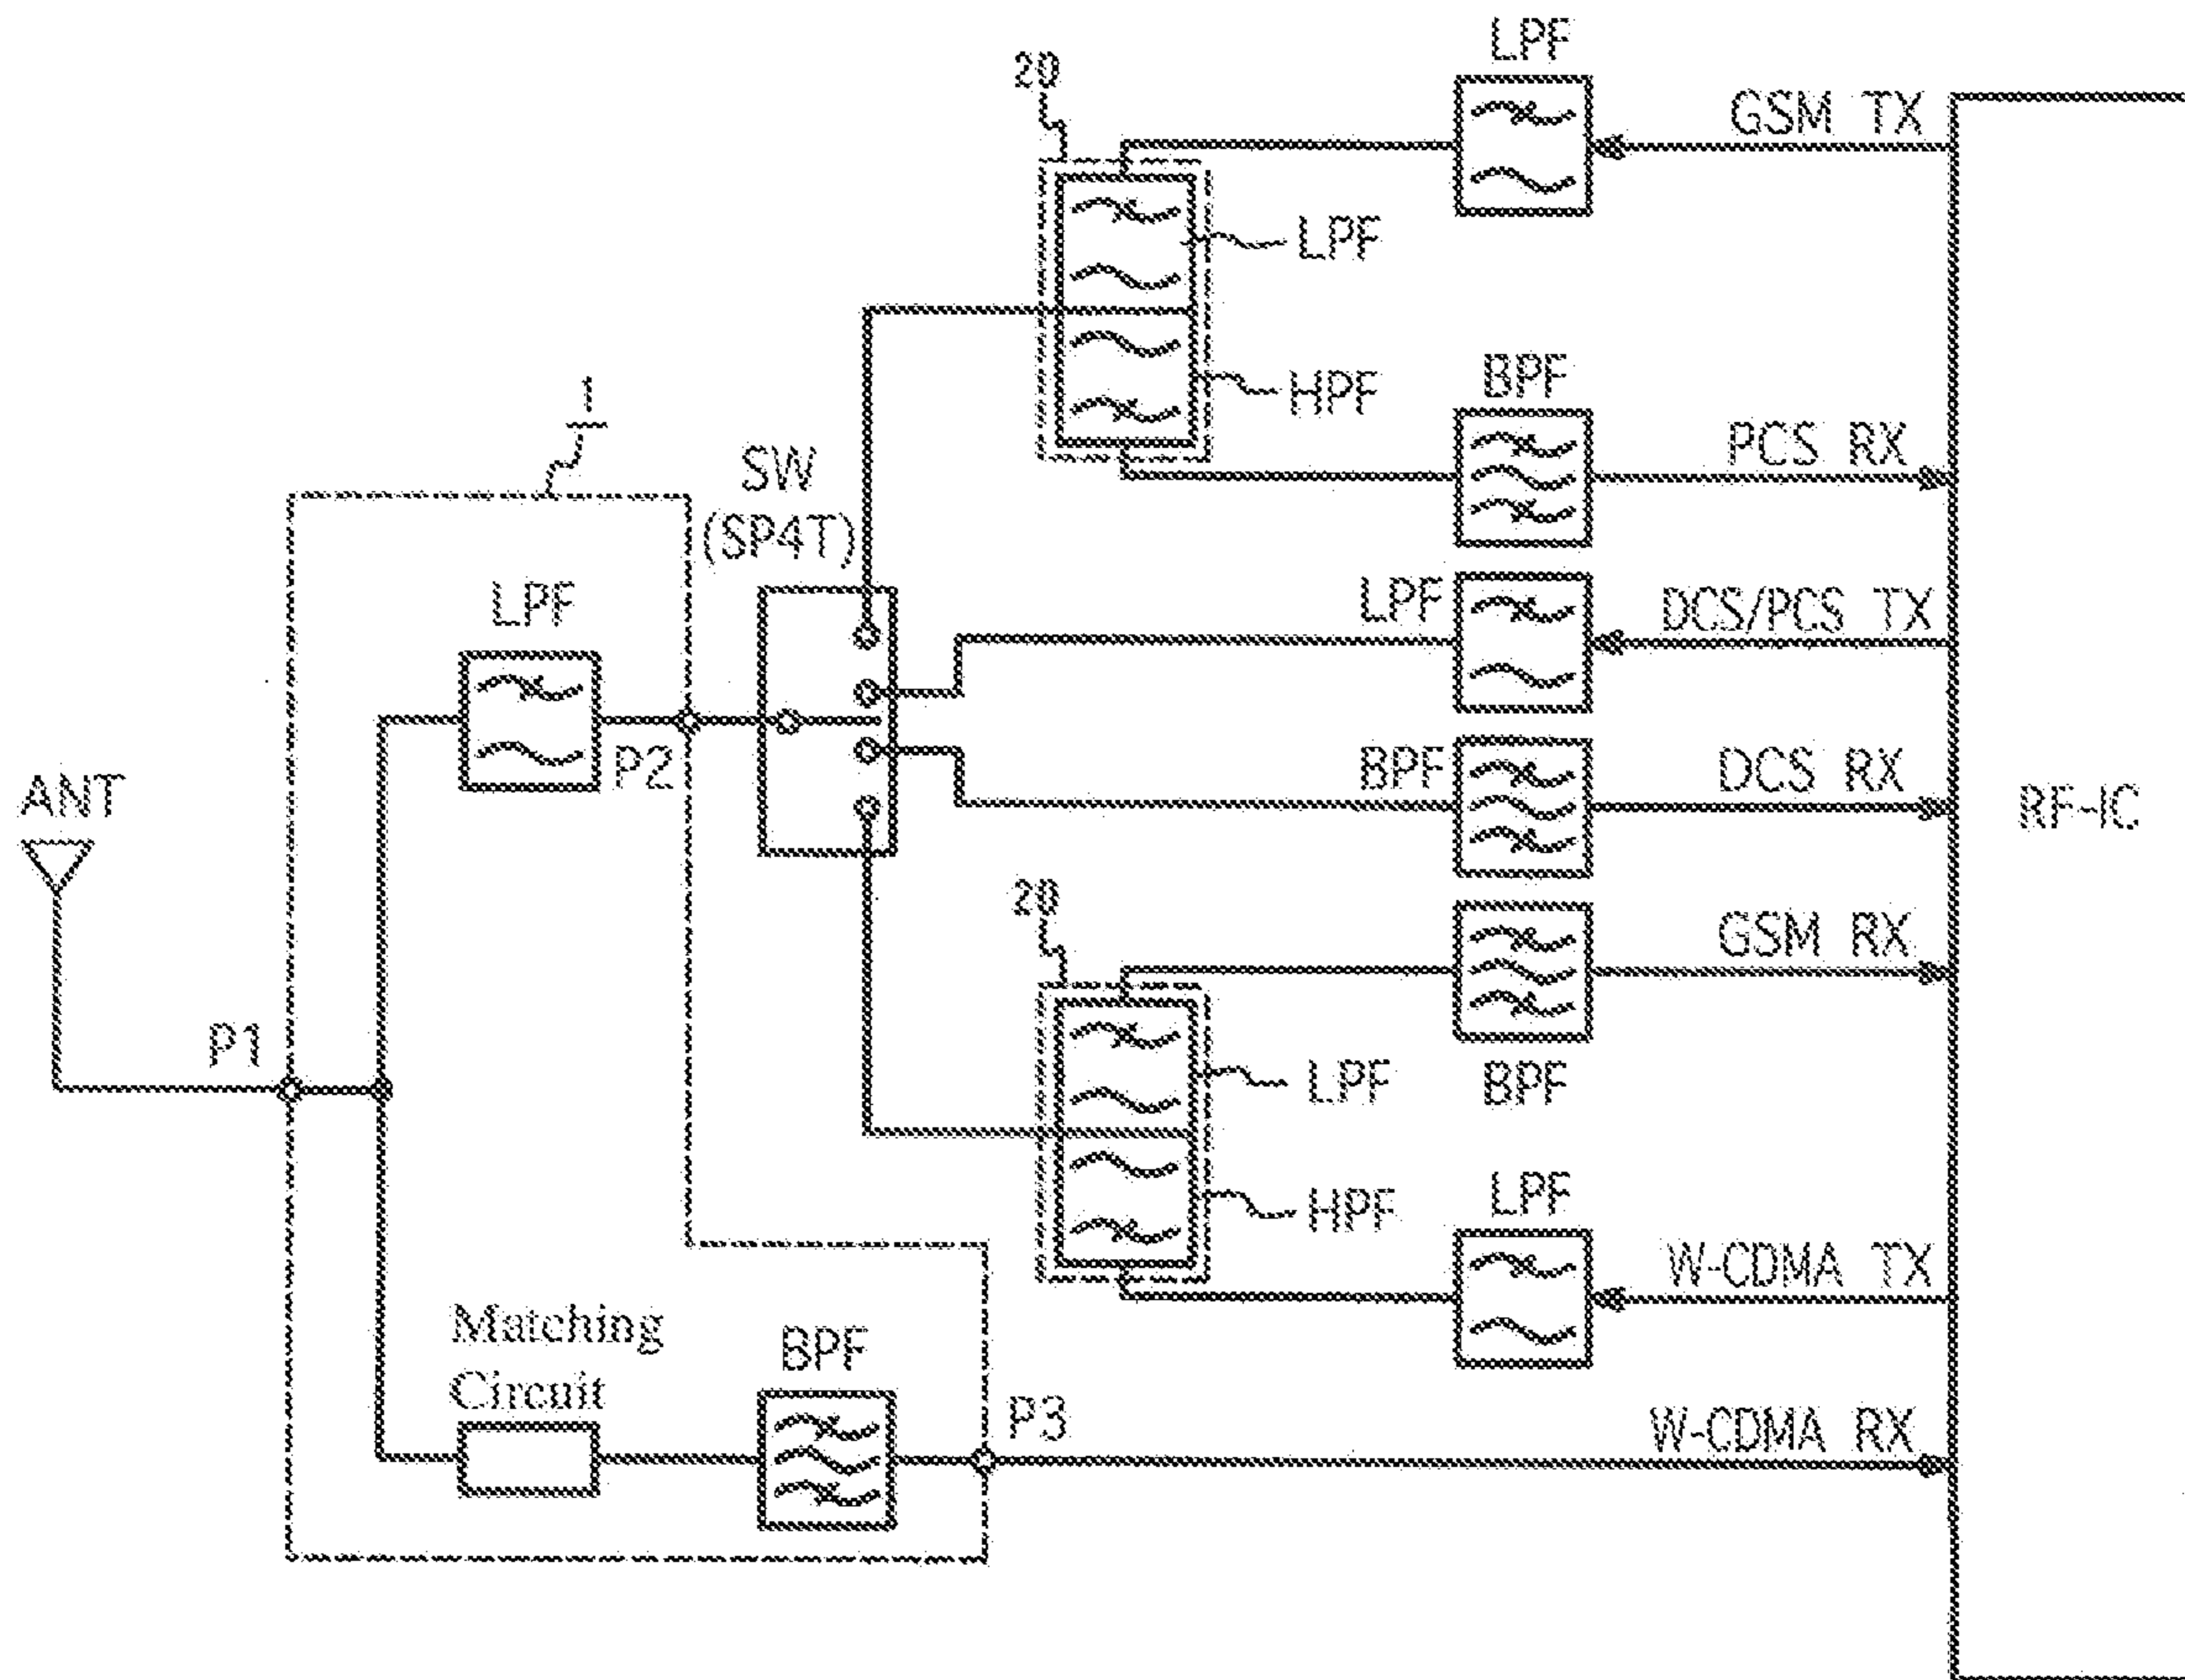 LPF
20
GSM TX
LPF
HPF
BPF
PCS RX
1
SW
(SP4T)
LPF
LPF
DCS/PCS TX
P2
BPF
DCS RX
ANT
RF-IC
20
GSM RX
P1
LPF
BPF
HPF
LPF
W-CDMA TX
Matching
Circuit
BPF
P3
W-CDMA RX